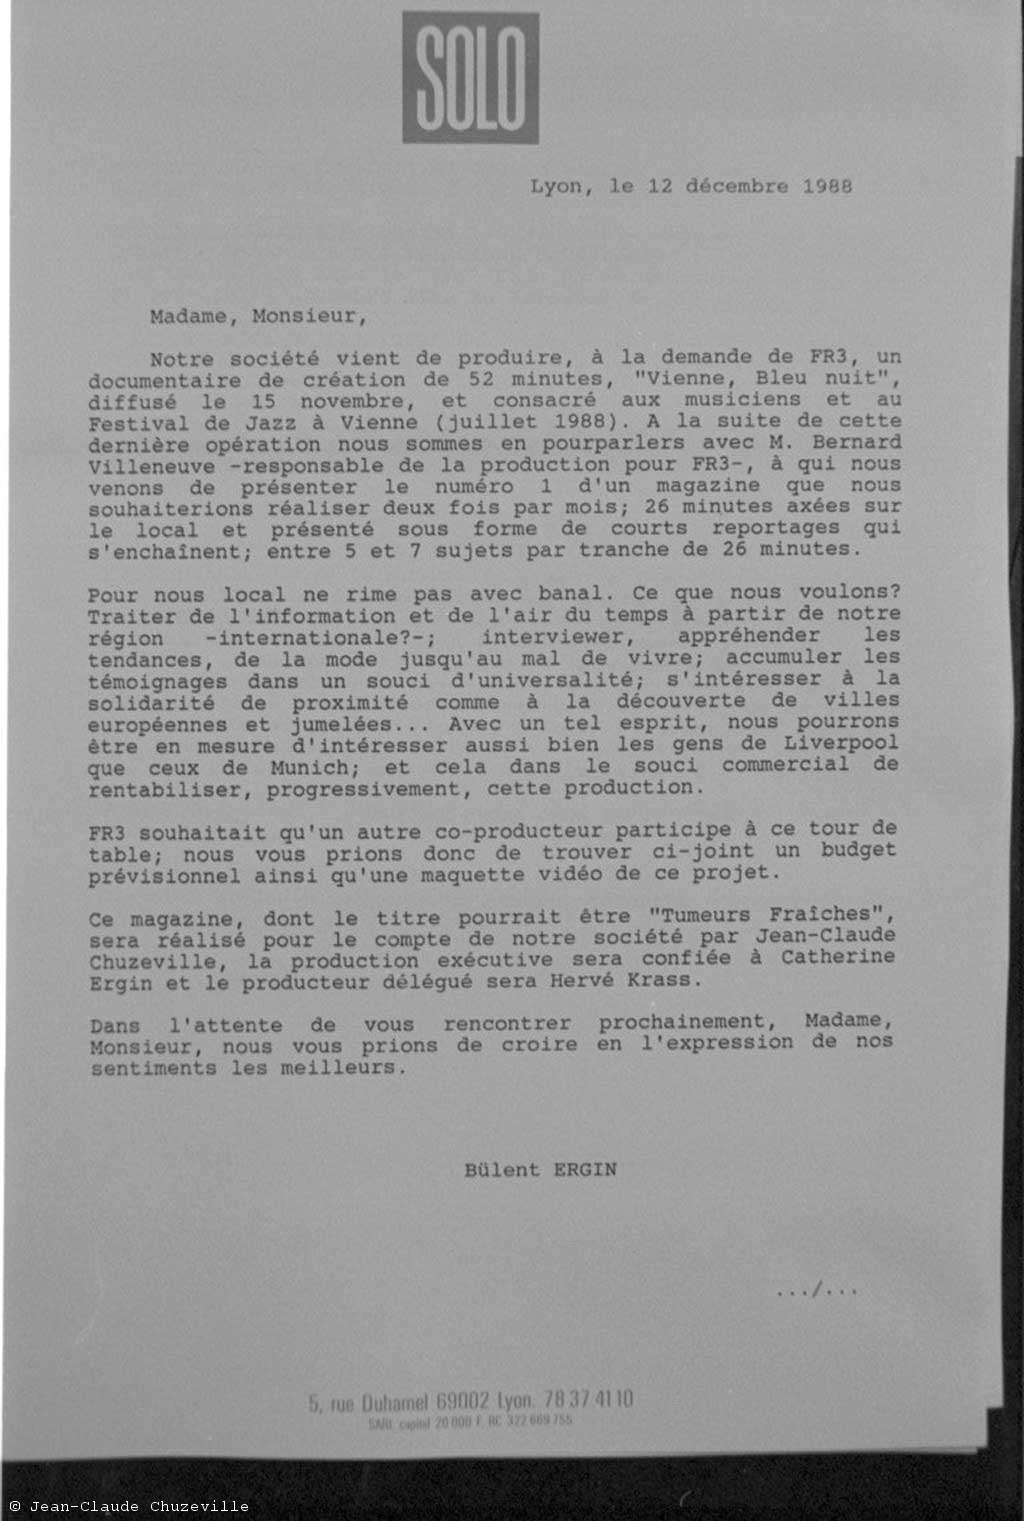 SOLO
Lyon, le 12 décembre 1988
Madame, Monsieur,
Notre société vient de produire, à la demande de FR3, un
documentaire de création de 52 minutes, "Vienne, Bleu nuit",
diffusé le 15 novembre, et consacré aux musiciens et au
Festival de Jazz à Vienne (juillet 1988). A la suite de cette
dernière opération nous sommes en pourparlers avec M. Bernard
Villeneuve -responsable de la production pour FR3-, à qui nous
venons de présenter le numéro 1 d'un magazine que nous
souhaiterions réaliser deux fois par mois; 26 minutes axées sur
le local et présenté sous forme de courts reportages qui
s'enchaînent; entre 5 et 7 sujets par tranche de 26 minutes.
Pour nous local ne rime pas avec banal. Ce que nous voulons?
Traiter de l'information et de l'air du temps à partir de notre
région -internationale?-; interviewer, appréhender les
tendances, de la mode jusqu'au mal de vivre; accumuler les
témoignages dans un souci d'universalité; s'intéresser à la
solidarité de proximité comme à la découverte de villes
européennes et jumelées... Avec un tel esprit, nous pourrons
être en mesure d'intéresser aussi bien les gens de Liverpool
que ceux de Munich; et cela dans le souci commercial de
rentabiliser, progressivement, cette production.
FR3 souhaitait qu'un autre co-producteur participe à ce tour de
table; nous vous prions donc de trouver ci-joint un budget
prévisionnel ainsi qu'une maquette vidéo de ce projet.
Ce magazine, dont le titre pourrait être "Tumeurs Fraîches",
sera réalisé pour le compte de notre société par Jean-Claude
Chuzeville, la production exécutive sera confiée à Catherine
Ergin et le producteur délégué sera Hervé Krass.
Dans l'attente de vous rencontrer prochainement, Madame,
Monsieur, nous vous prions de croire en l'expression de nos
sentiments les meilleurs.
Bülent ERGIN
.../...
5, rue Duhamel 69002 Lyon. 78 37 41 10
SARL capital 20 000 F. RC 322 669 755
© Jean-Claude Chuzeville